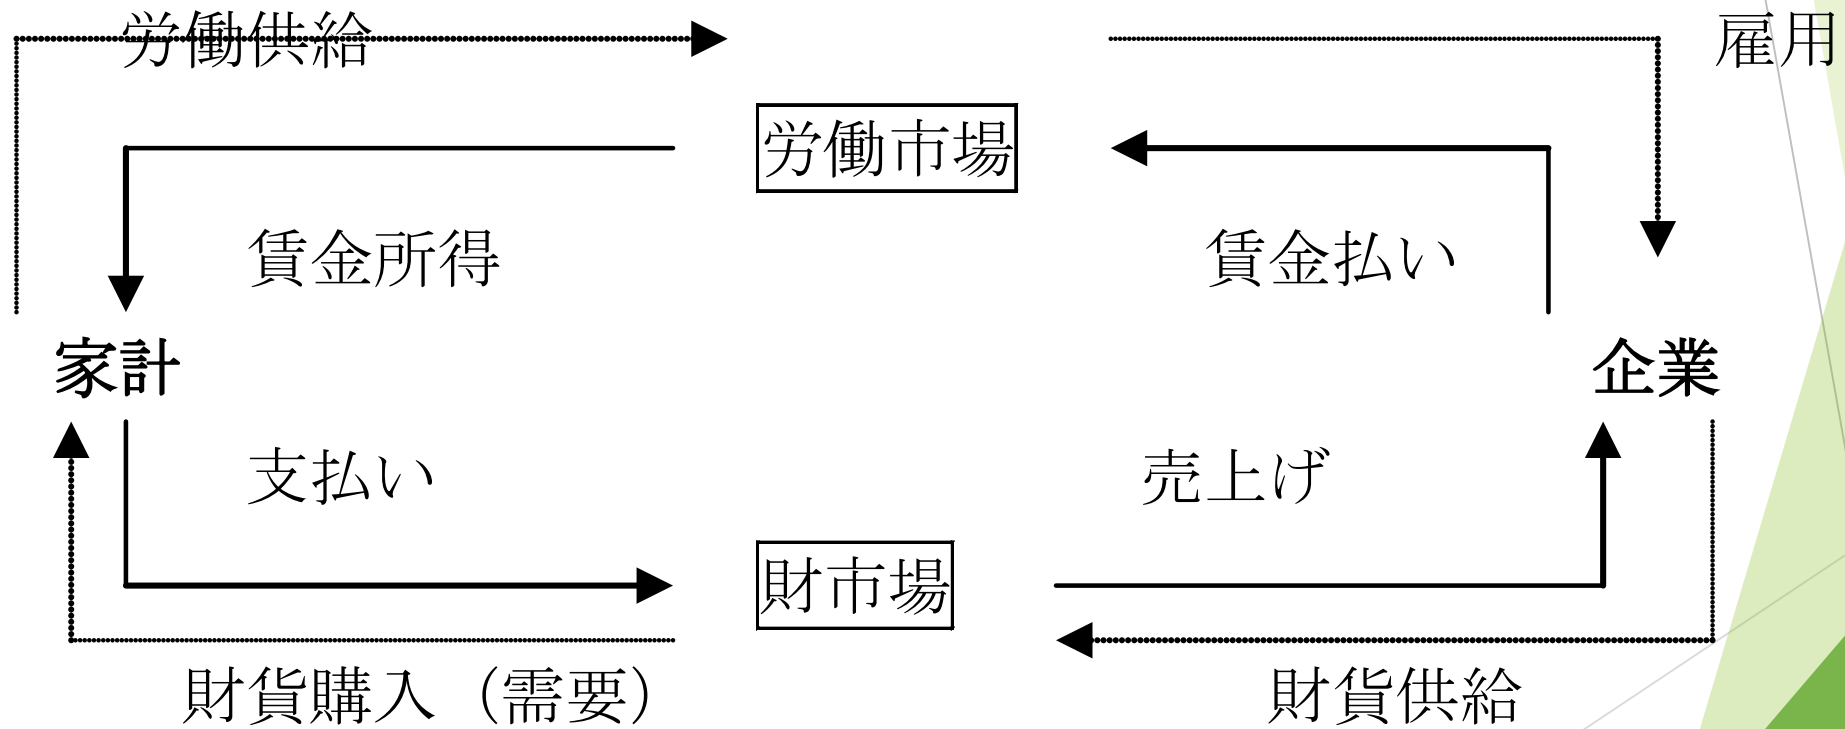 労働供給
雇用
労働市場
賃金所得
賃金払い
家計
企業
支払い
売上げ
財市場
財貨購入（需要）
財貨供給